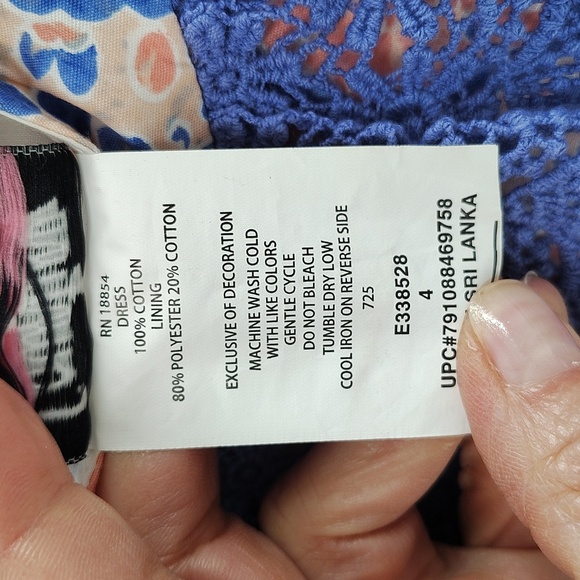 RN 18854
DRESS
100% COTTON
LINING
80% POLYESTER 20% COTTON
EXCLUSIVE OF DECORATION
MACHINE WASH COLD
WITH LIKE COLORS
GENTLE CYCLE
DO NOT BLEACH
TUMBLE DRY LOW
COOL IRON ON REVERSE SIDE
725
E338528
4
UPC#791088469758
SRI LANKA